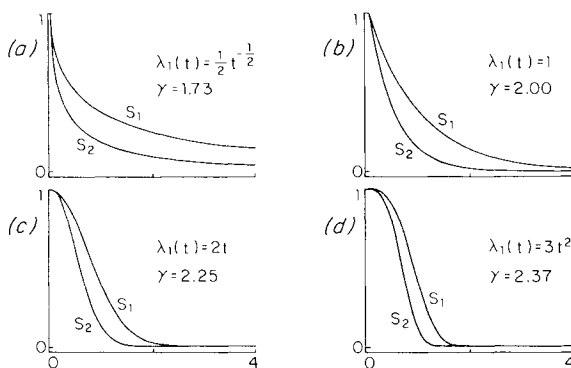 (a)
1
λ₁(t) = ½ t^{-½}
γ = 1.73
S₁
S₂
0
(b)
1
λ₁(t) = 1
γ = 2.00
S₁
S₂
0
(c)
1
λ₁(t) = 2t
γ = 2.25
S₁
S₂
0
0 2 4
(d)
1
λ₁(t) = 3t²
γ = 2.37
S₁
S₂
0
0 2 4